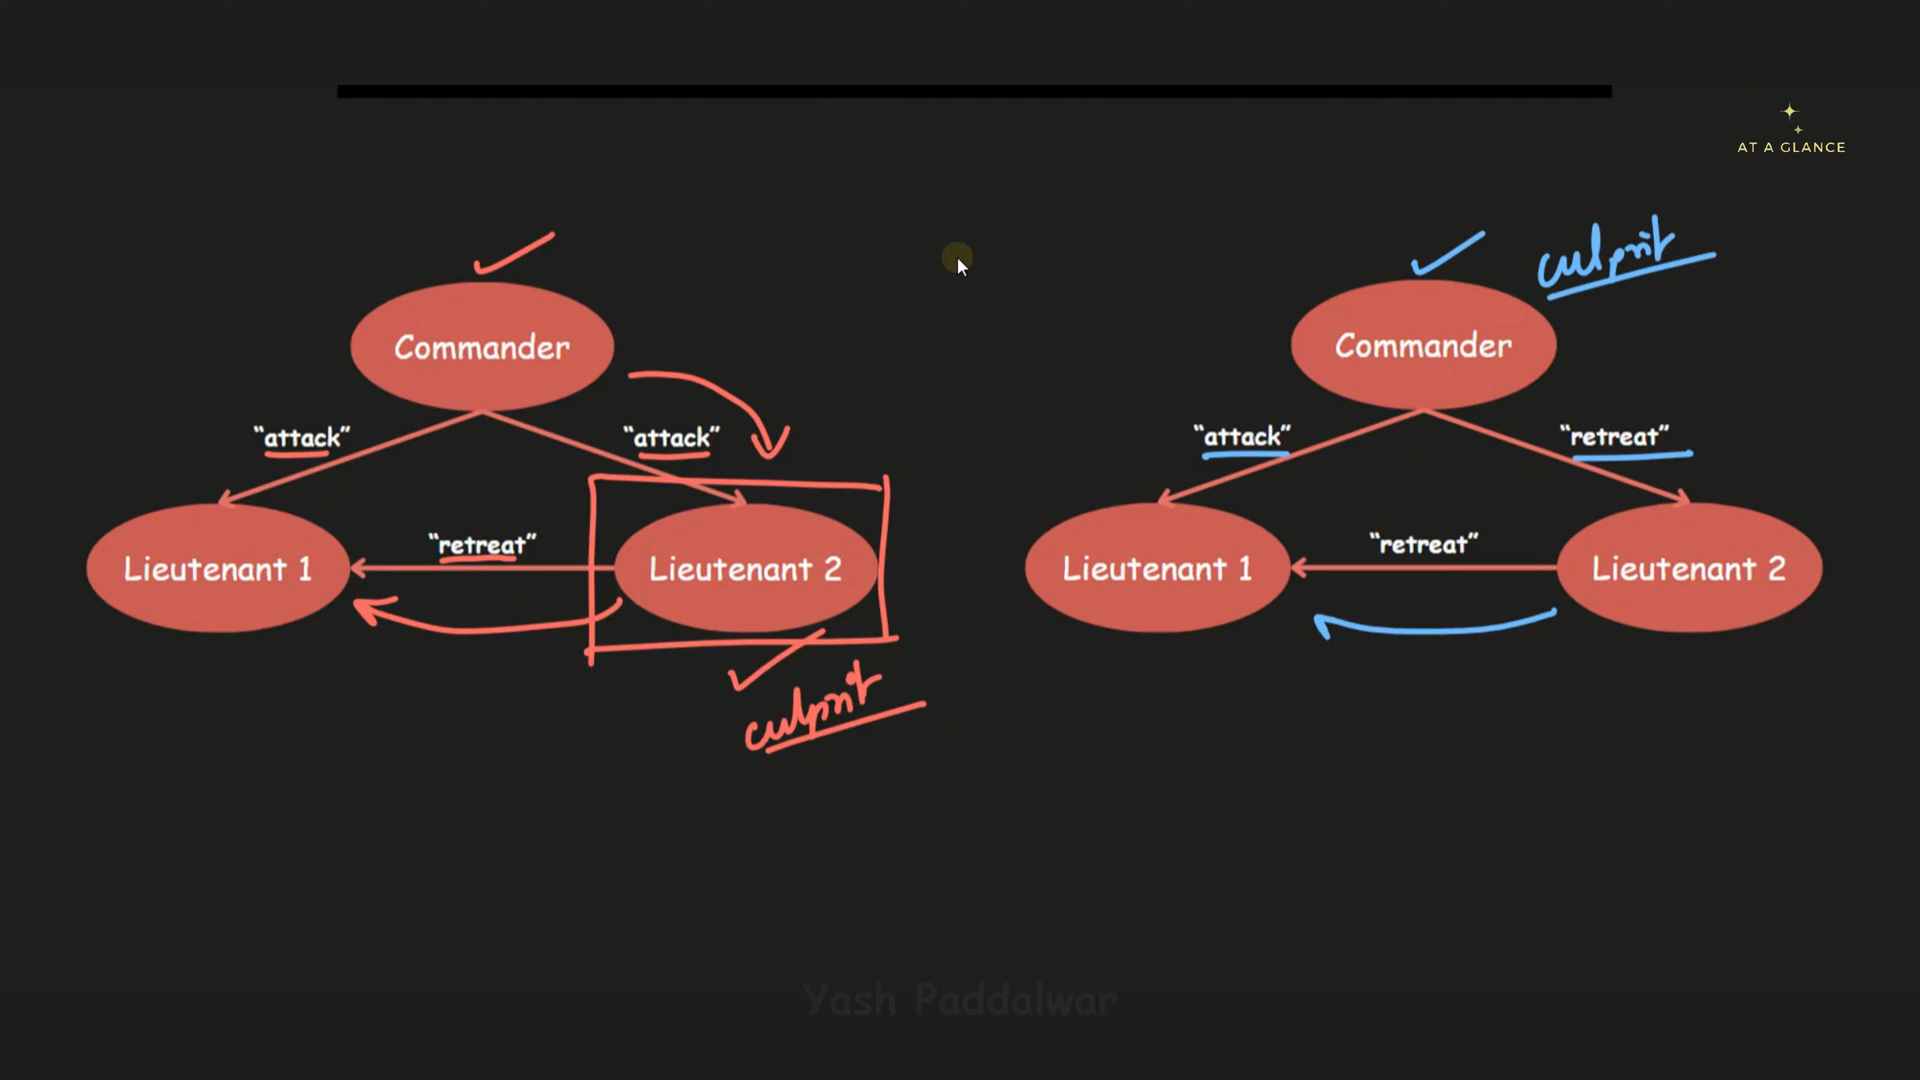 AT A GLANCE
culprit
Commander
Commander
"attack"
"attack"
"attack"
"retreat"
"retreat"
"retreat"
Lieutenant 1
Lieutenant 2
Lieutenant 1
Lieutenant 2
culprit
Yash Paddalwar